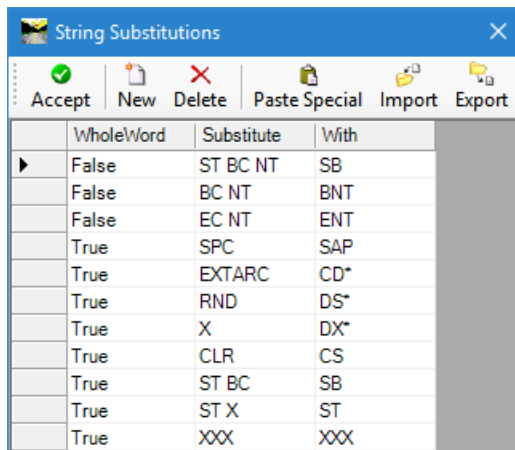 String Substitutions
Accept New Delete Paste Special Import Export
WholeWord Substitute With
False ST BC NT SB
False BC NT BNT
False EC NT ENT
True SPC SAP
True EXTARC CD*
True RND DS*
True X DX*
True CLR CS
True ST BC SB
True ST X ST
True XXX XXX